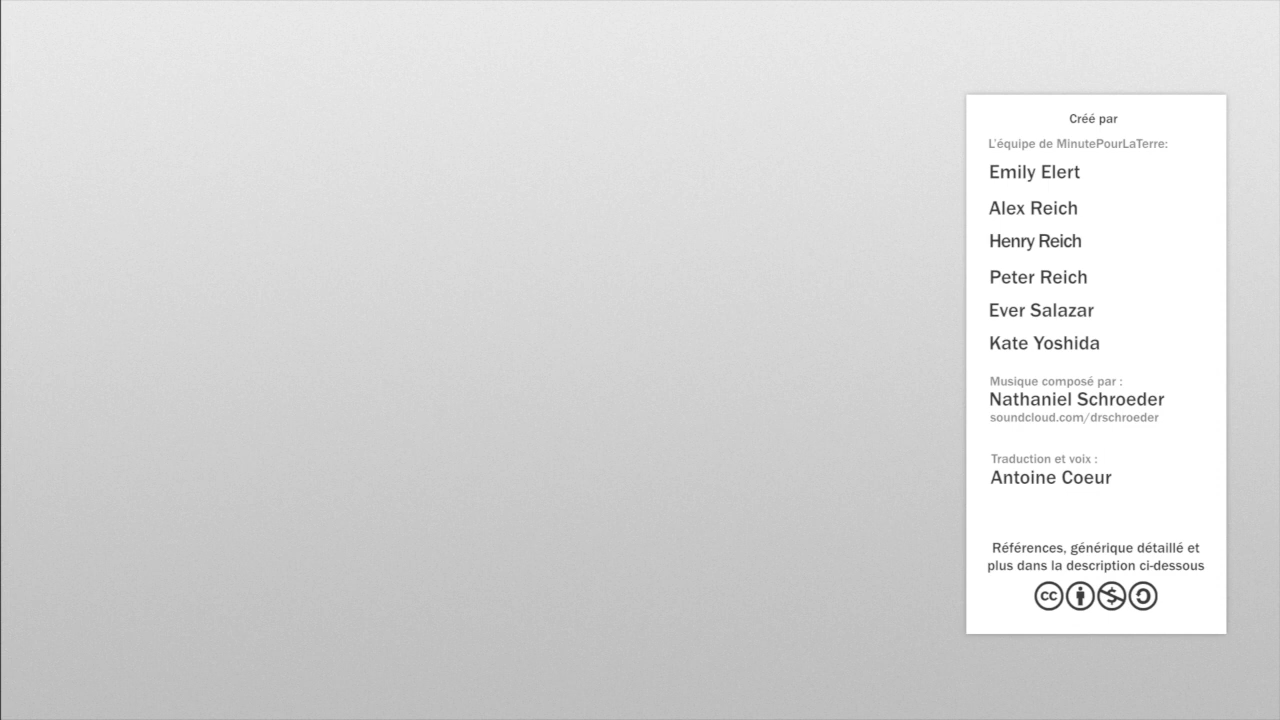 Créé par
L'équipe de MinutePourLaTerre:
Emily Elert
Alex Reich
Henry Reich
Peter Reich
Ever Salazar
Kate Yoshida
Musique composé par :
Nathaniel Schroeder
soundcloud.com/drschroeder
Traduction et voix :
Antoine Coeur
Références, générique détaillé et
plus dans la description ci-dessous
cc